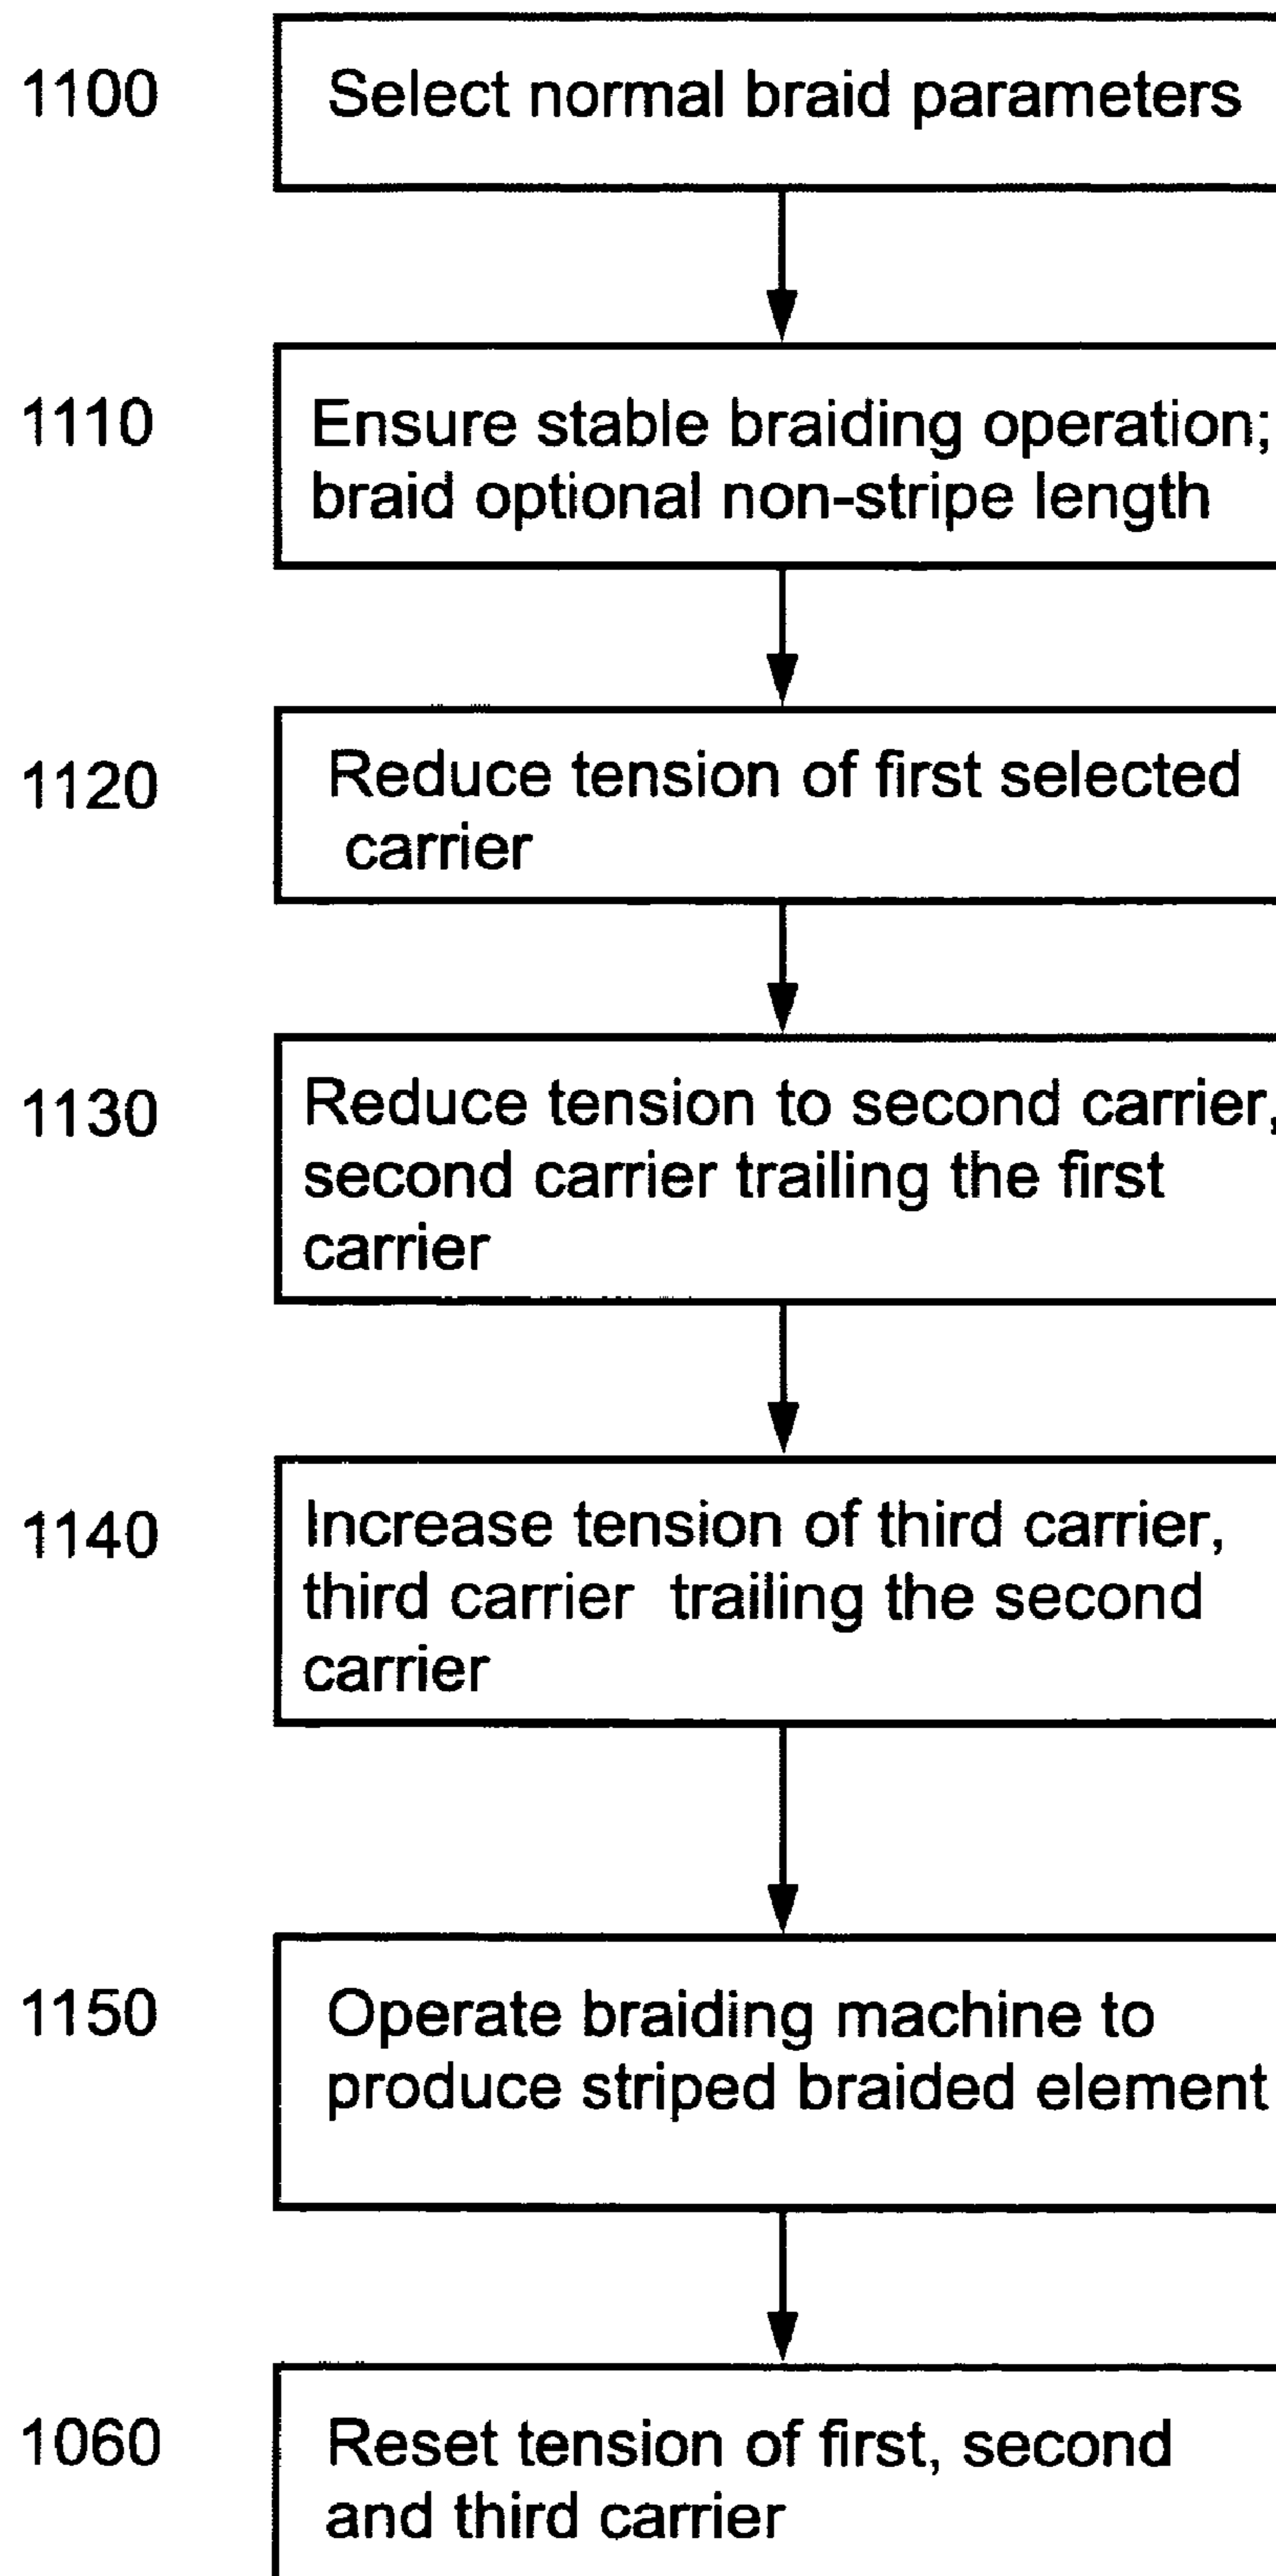 1100
Select normal braid parameters
1110
Ensure stable braiding operation;
braid optional non-stripe length
1120
Reduce tension of first selected
carrier
1130
Reduce tension to second carrier,
second carrier trailing the first
carrier
1140
Increase tension of third carrier,
third carrier trailing the second
carrier
1150
Operate braiding machine to
produce striped braided element
1060
Reset tension of first, second
and third carrier